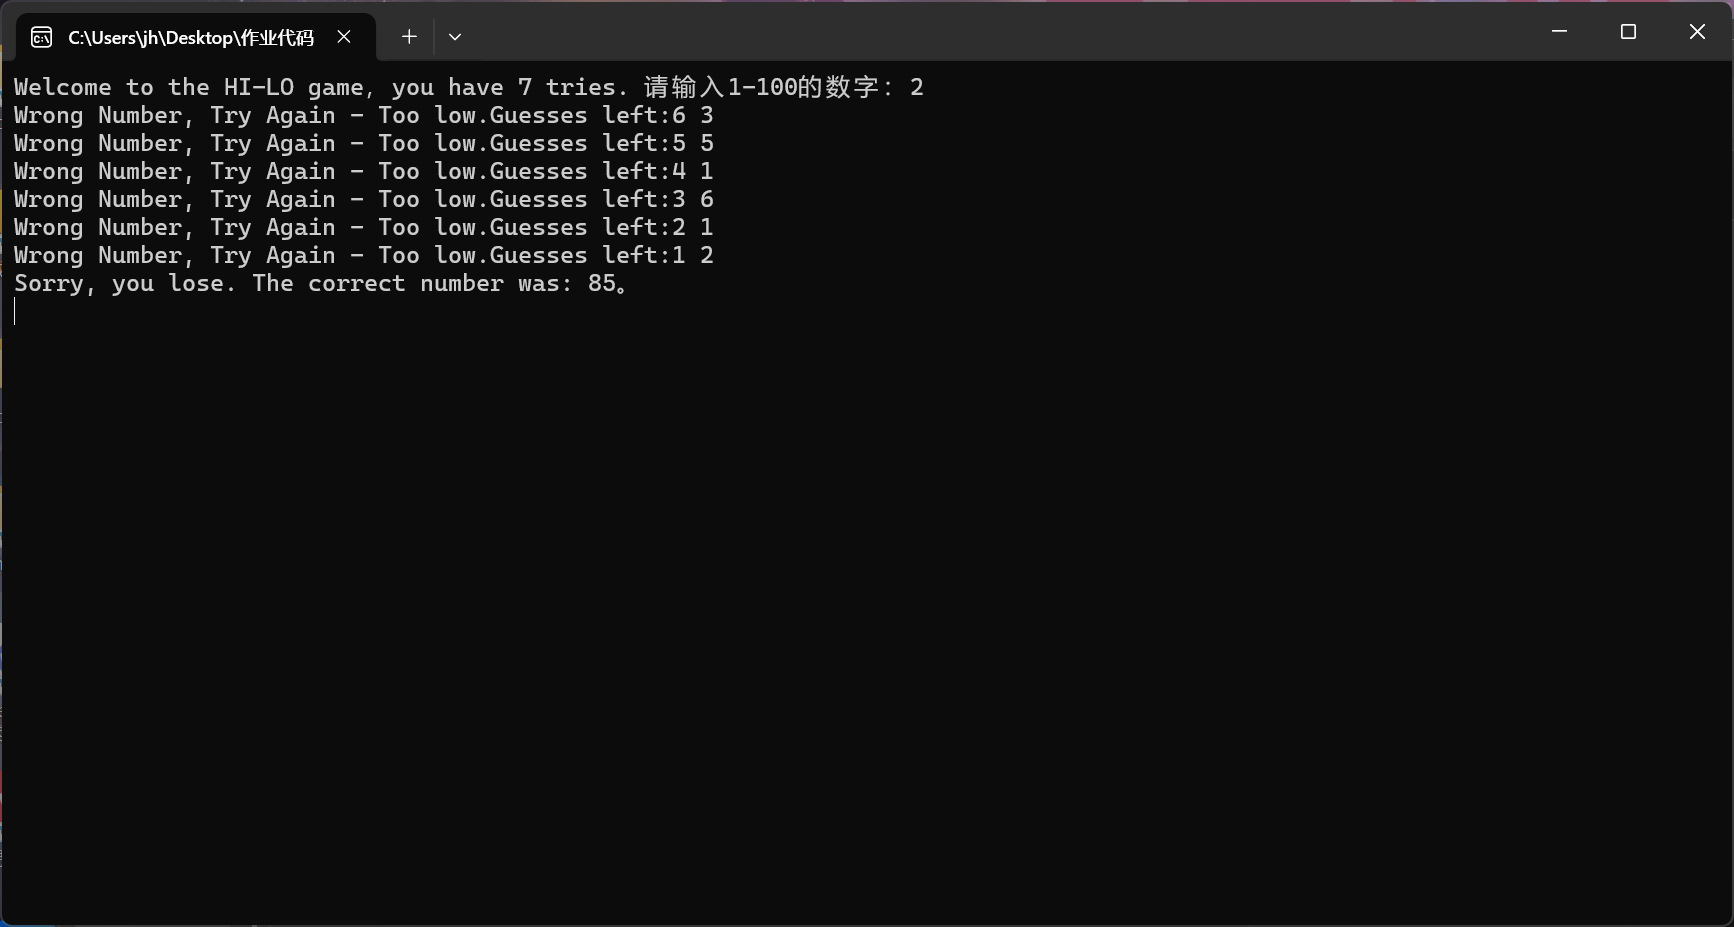 C:\Users\jh\Desktop\作业代码
Welcome to the HI-LO game, you have 7 tries. 请输入1-100的数字: 2
Wrong Number, Try Again - Too low.Guesses left:6 3
Wrong Number, Try Again - Too low.Guesses left:5 5
Wrong Number, Try Again - Too low.Guesses left:4 1
Wrong Number, Try Again - Too low.Guesses left:3 6
Wrong Number, Try Again - Too low.Guesses left:2 1
Wrong Number, Try Again - Too low.Guesses left:1 2
Sorry, you lose. The correct number was: 85。